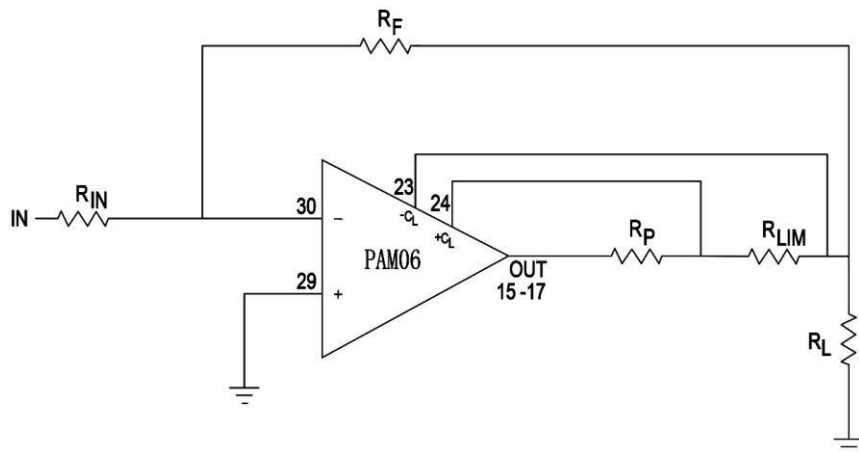 RF
RIN
IN
30
23
24
-CL
+CL
RP
RLIM
PAM06
OUT
15-17
29
RL
−
+